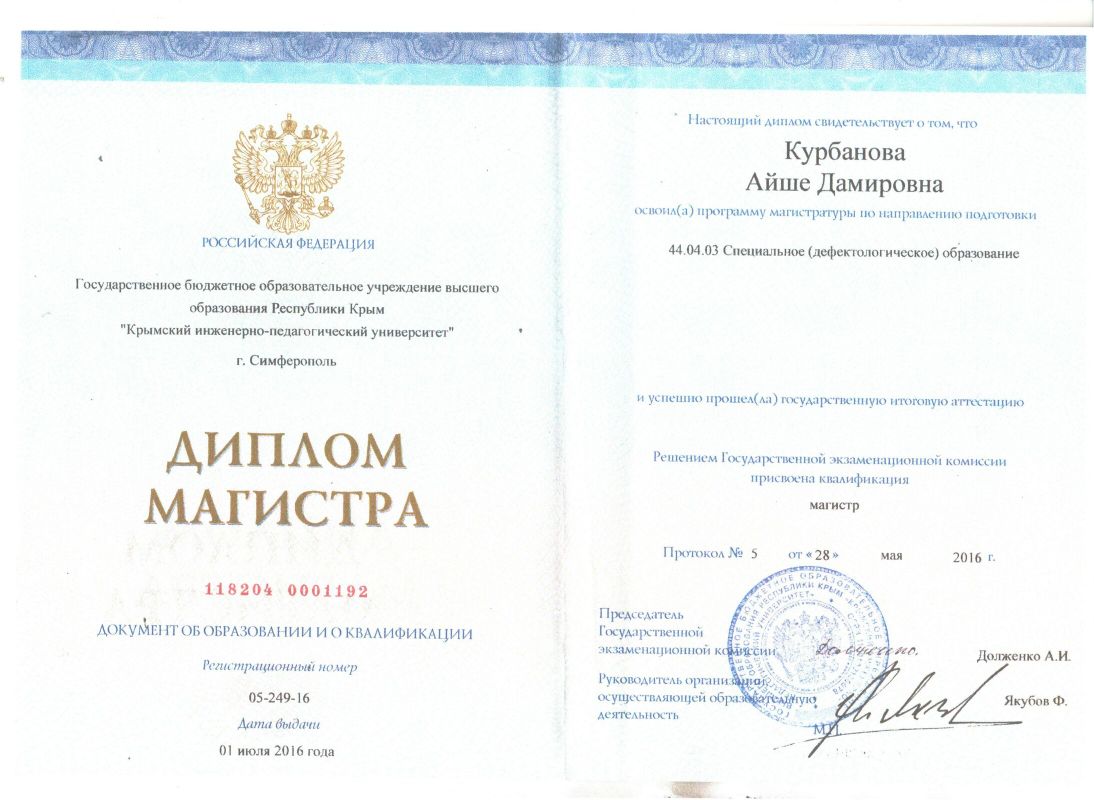 РОССИЙСКАЯ ФЕДЕРАЦИЯ
Государственное бюджетное образовательное учреждение высшего
образования Республики Крым
"Крымский инженерно-педагогический университет"
г. Симферополь
ДИПЛОМ
МАГИСТРА
118204 0001192
ДОКУМЕНТ ОБ ОБРАЗОВАНИИ И О КВАЛИФИКАЦИИ
Регистрационный номер
05-249-16
Дата выдачи
01 июля 2016 года
Настоящий диплом свидетельствует о том, что
Курбанова
Айше Дамировна
освоил(а) программу магистратуры по направлению подготовки
44.04.03 Специальное (дефектологическое) образование
и успешно прошел(ла) государственную итоговую аттестацию
Решением Государственной экзаменационной комиссии
присвоена квалификация
магистр
Протокол № 5 от «28» мая 2016 г.
Председатель
Государственной
экзаменационной комиссии
Долженко А.И.
Руководитель организации,
осуществляющей образовательную
деятельность
Якубов Ф.
М.П.